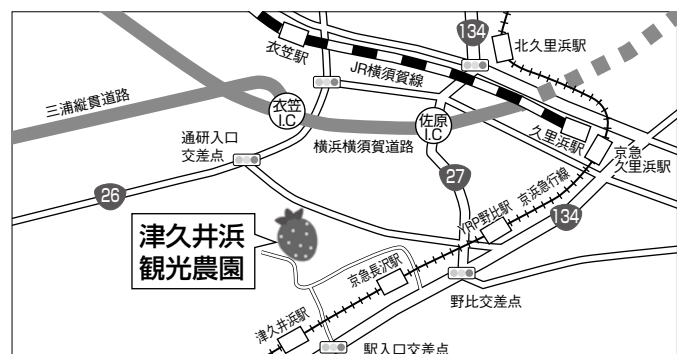 134
衣笠駅
北久里浜駅
JR横須賀線
三浦縦貫道路
衣笠
I.C
佐原
I.C
久里浜駅
通研入口
交差点
横浜横須賀道路
京急
久里浜駅
27
26
京浜急行線
YRP野比駅
134
津久井浜
観光農園
京急長沢駅
野比交差点
津久井浜駅
駅入口交差点